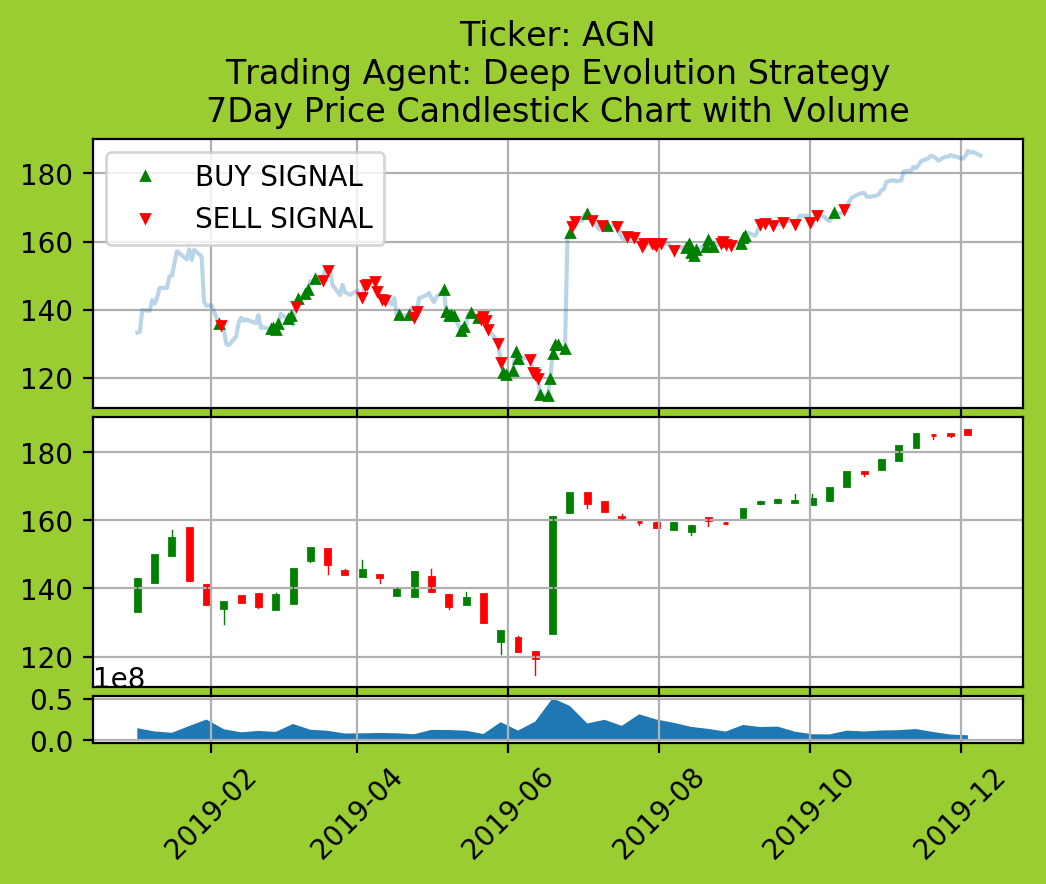 Ticker: AGN
Trading Agent: Deep Evolution Strategy
7Day Price Candlestick Chart with Volume
180
160
140
120
BUY SIGNAL
SELL SIGNAL
180
160
140
120
1e8
0.5
0.0
2019-02
2019-04
2019-06
2019-08
2019-10
2019-12